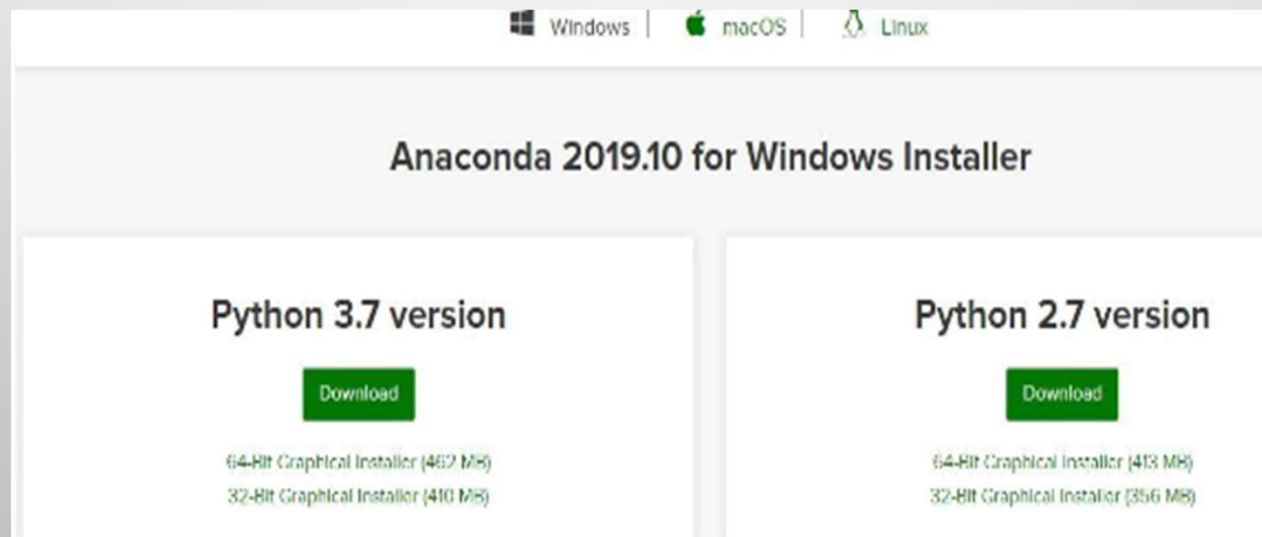 Windows | macOS | Linux
Anaconda 2019.10 for Windows Installer
Python 3.7 version
Download
64-Bit Graphical Installer (462 MB)
32-Bit Graphical Installer (410 MB)
Python 2.7 version
Download
64-Bit Graphical Installer (413 MB)
32-Bit Graphical Installer (356 MB)